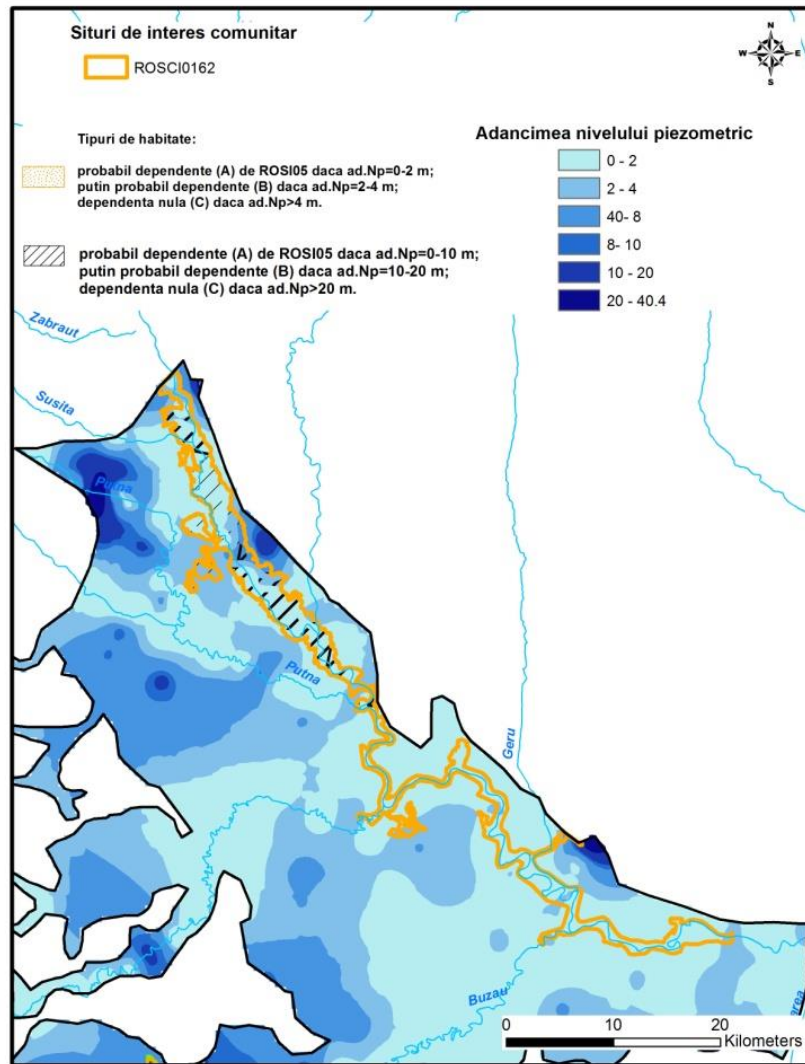 Situri de interes comunitar
ROSCI0162
N
W
E
S
Tipuri de habitate:
probabil dependente (A) de ROSI05 daca ad.Np=0-2 m;
putin probabil dependente (B) daca ad.Np=2-4 m;
dependenta nula (C) daca ad.Np>4 m.
probabil dependente (A) de ROSI05 daca ad.Np=0-10 m;
putin probabil dependente (B) daca ad.Np=10-20 m;
dependenta nula (C) daca ad.Np>20 m.
Adancimea nivelului piezometric
0 - 2
2 - 4
40- 8
8 - 10
10 - 20
20 - 40.4
Zabraut
Susita
Putna
Putna
Geru
Buzau
area
0 10 20
Kilometers